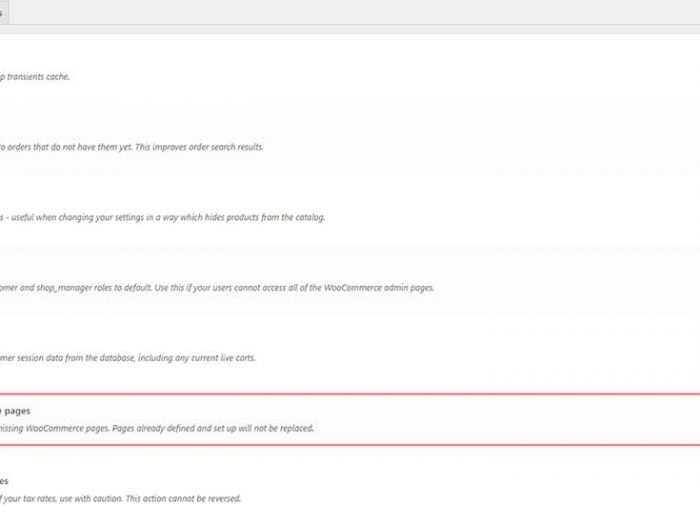 transients cache.
orders that do not have them yet. This improves order search results.
- useful when changing your settings in a way which hides products from the catalog.
and shop_manager roles to default. Use this if your users cannot access all of the WooCommerce admin pages.
session data from the database, including any current live carts.
pages
WooCommerce pages. Pages already defined and set up will not be replaced.
your tax rates, use with caution. This action cannot be reversed.